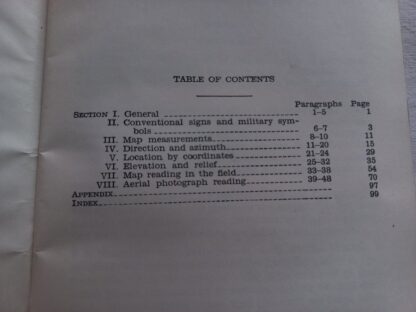 TABLE OF CONTENTS
Paragraphs Page
SECTION I. General 1-5 1
II. Conventional signs and military sym-
bols 6-7 3
III. Map measurements 8-10 11
IV. Direction and azimuth 11-20 15
V. Location by coordinates 21-24 29
VI. Elevation and relief 25-32 35
VII. Map reading in the field 33-38 54
VIII. Aerial photograph reading 39-48 70
APPENDIX 97
INDEX 99